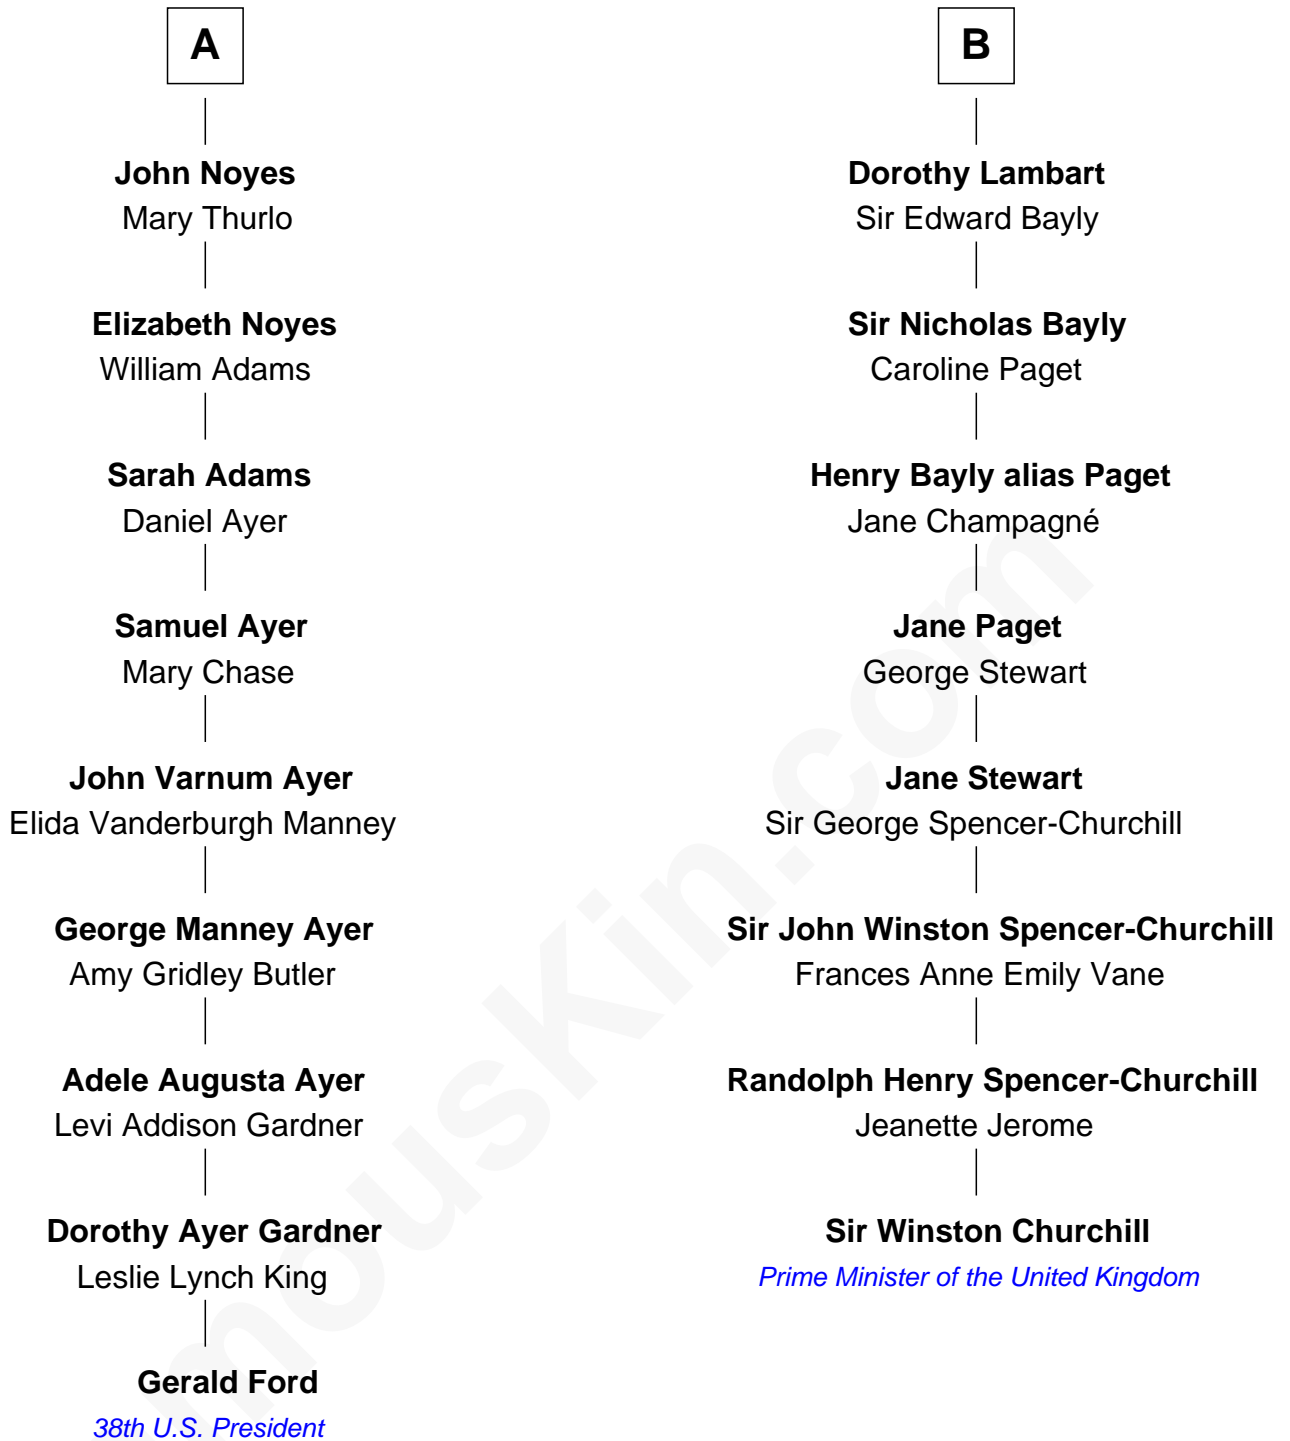 A
John Noyes
Mary Thurlo
Elizabeth Noyes
William Adams
Sarah Adams
Daniel Ayer
Samuel Ayer
Mary Chase
John Varnum Ayer
Elida Vanderburgh Manney
George Manney Ayer
Amy Gridley Butler
Adele Augusta Ayer
Levi Addison Gardner
Dorothy Ayer Gardner
Leslie Lynch King
Gerald Ford
38th U.S. President
B
Dorothy Lambart
Sir Edward Bayly
Sir Nicholas Bayly
Caroline Paget
Henry Bayly alias Paget
Jane Champagné
Jane Paget
George Stewart
Jane Stewart
Sir George Spencer-Churchill
Sir John Winston Spencer-Churchill
Frances Anne Emily Vane
Randolph Henry Spencer-Churchill
Jeanette Jerome
Sir Winston Churchill
Prime Minister of the United Kingdom
mousKin.com